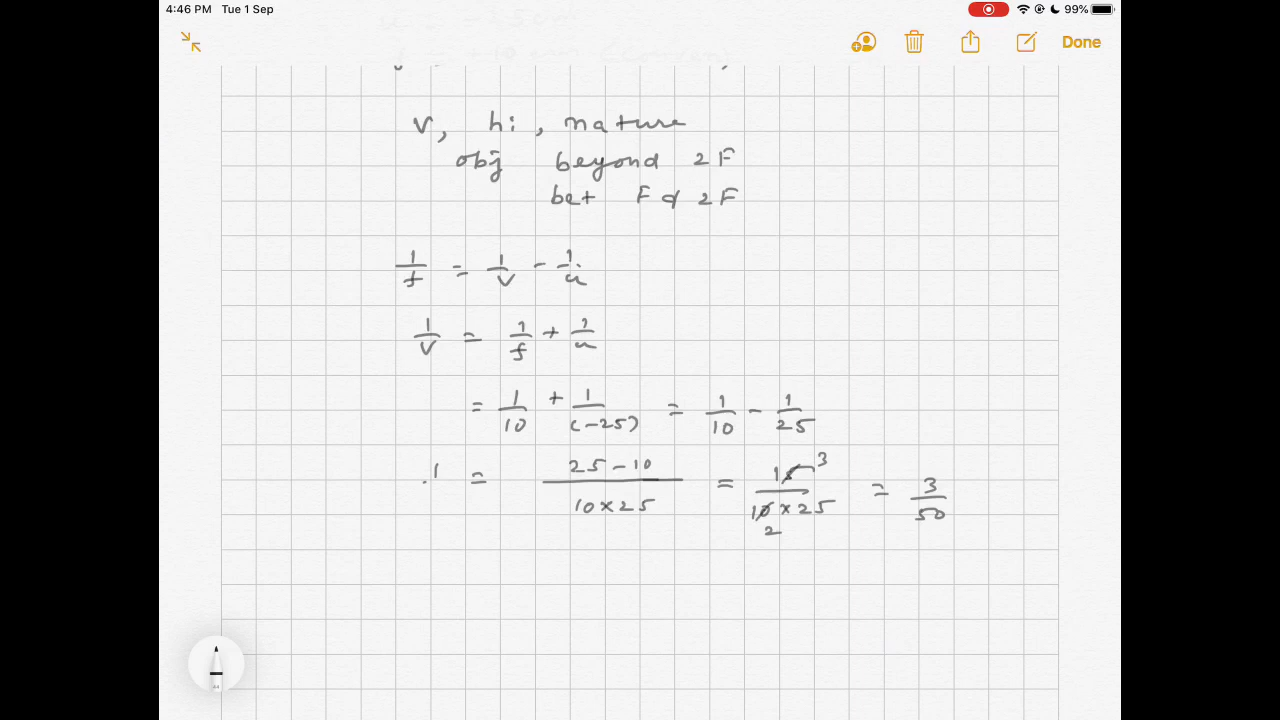 4:46 PM Tue 1 Sep 99%
Done
v, hi, nature
obj beyond 2F
bet F & 2F
1/f = 1/v - 1/u
1/v = 1/f + 1/u
= 1/10 + 1/(-25) = 1/10 - 1/25
= 25-10/10×25 = 15 3/10×25 2 = 3/50